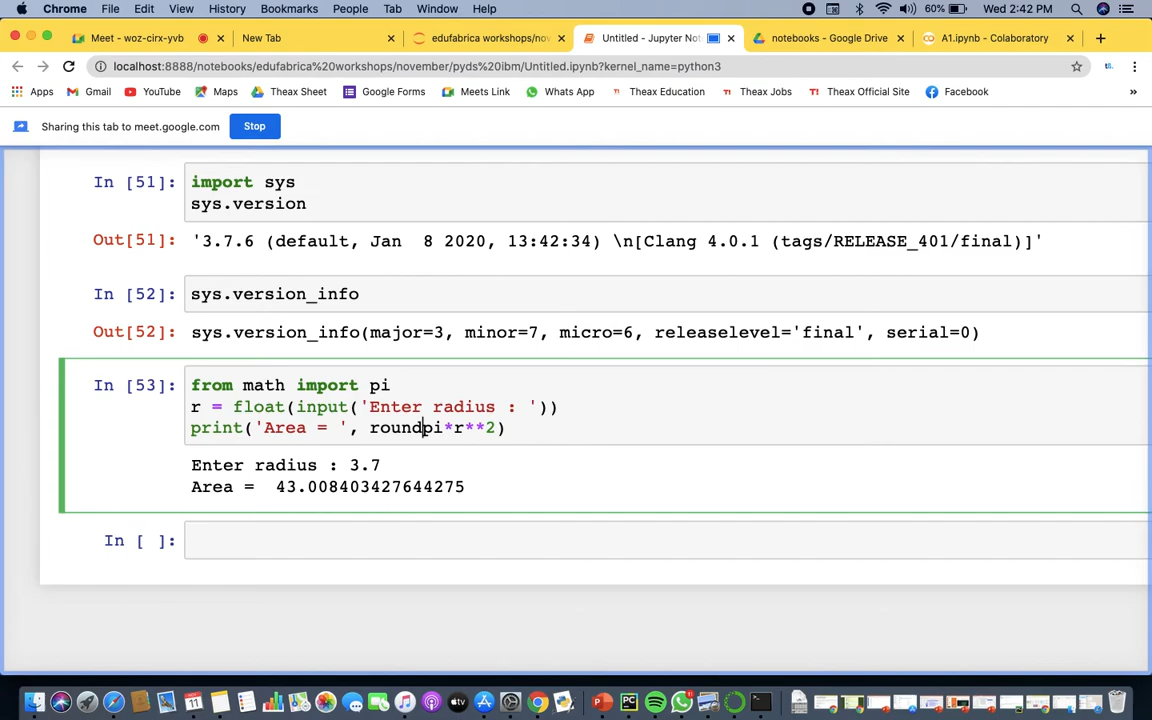 Chrome File Edit View History Bookmarks People Tab Window Help 60% Wed 2:42 PM
Meet - woz-cirx-yvb New Tab edufabrica workshops/nov Untitled - Jupyter Not notebooks - Google Drive A1.ipynb - Colaboratory
localhost:8888/notebooks/edufabrica%20workshops/november/pyds%20ibm/Untitled.ipynb?kernel_name=python3
Apps Gmail YouTube Maps Theax Sheet Google Forms Meets Link Whats App Theax Education Theax Jobs Theax Official Site Facebook »
Sharing this tab to meet.google.com Stop
In [51]: import sys
sys.version
Out[51]: '3.7.6 (default, Jan  8 2020, 13:42:34) \n[Clang 4.0.1 (tags/RELEASE_401/final)]'
In [52]: sys.version_info
Out[52]: sys.version_info(major=3, minor=7, micro=6, releaselevel='final', serial=0)
In [53]: from math import pi
r = float(input('Enter radius : '))
print('Area = ', roundpi*r**2)
Enter radius : 3.7
Area =  43.008403427644275
In [ ]: